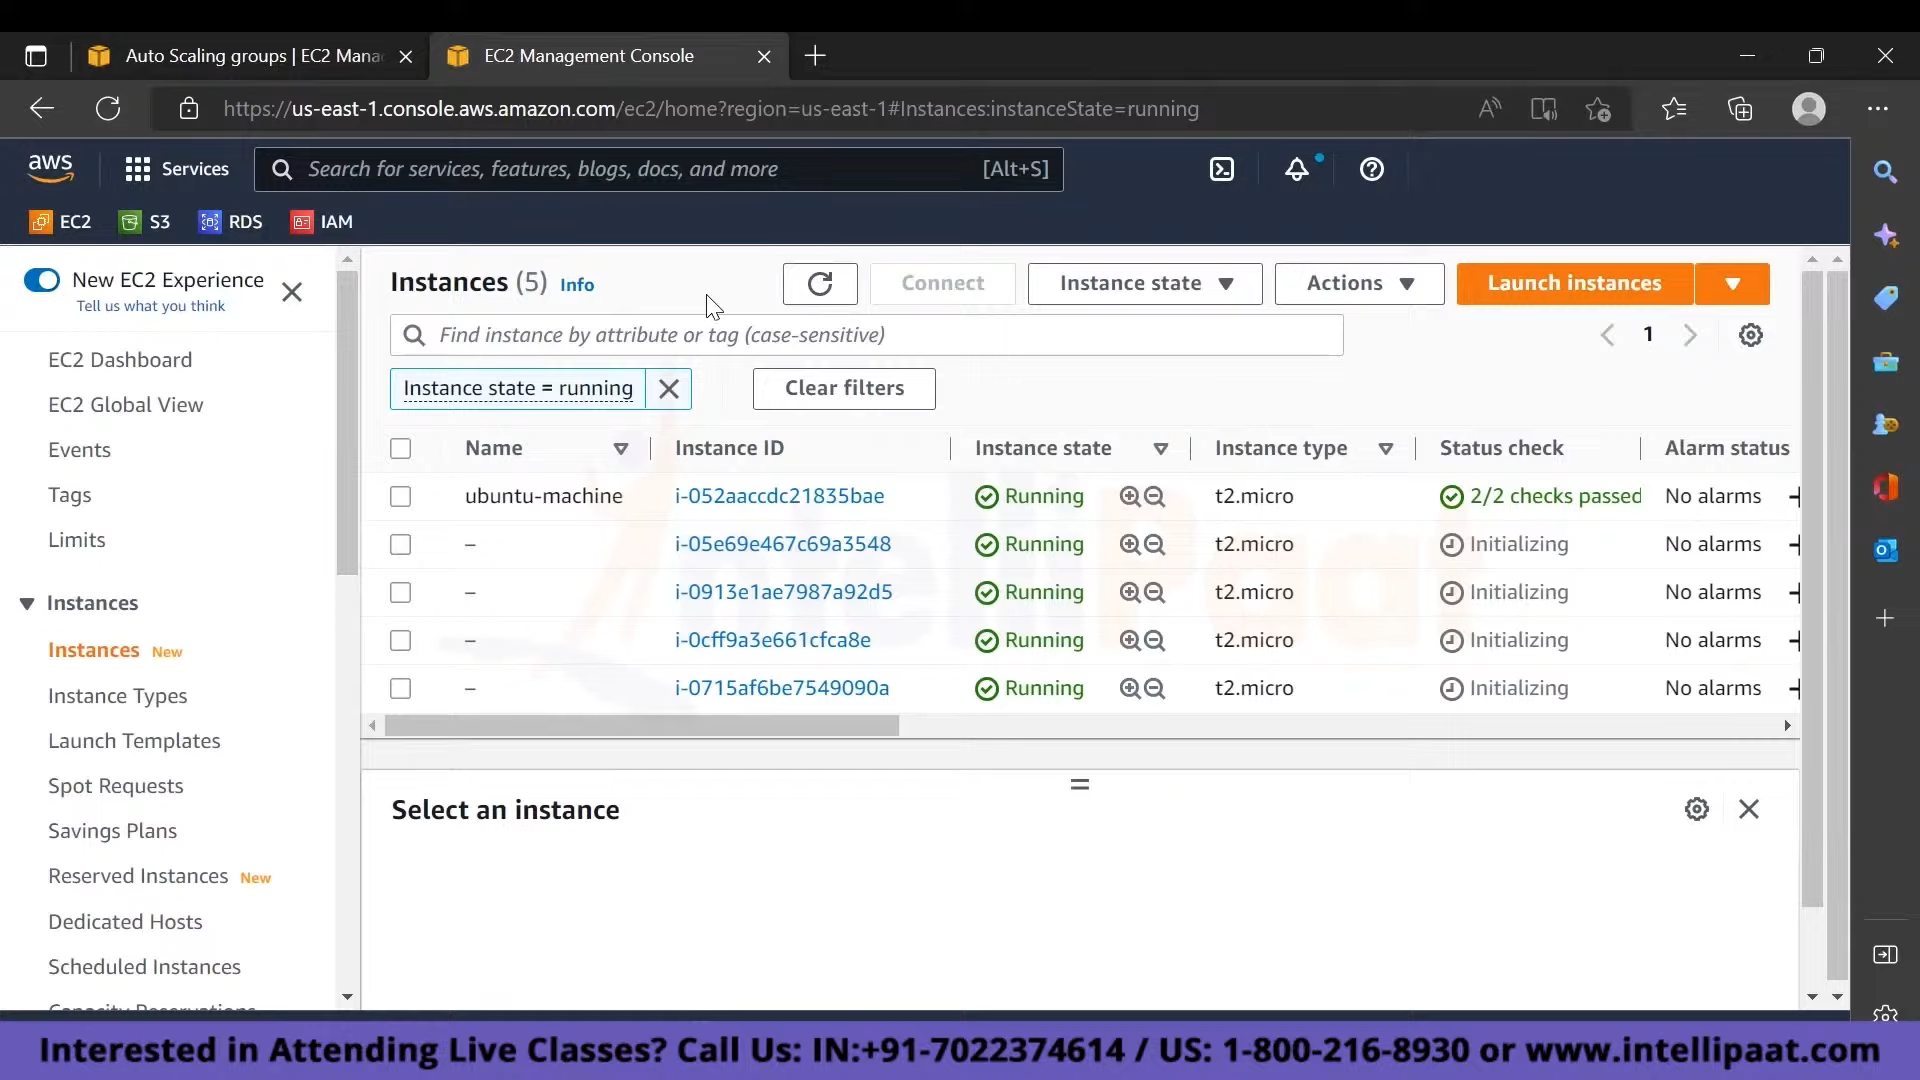 Auto Scaling groups | EC2 Mana
EC2 Management Console
https://us-east-1.console.aws.amazon.com/ec2/home?region=us-east-1#Instances:instanceState=running
aws
Services
Search for services, features, blogs, docs, and more
[Alt+S]
EC2
S3
RDS
IAM
New EC2 Experience
Tell us what you think
EC2 Dashboard
EC2 Global View
Events
Tags
Limits
Instances
Instances New
Instance Types
Launch Templates
Spot Requests
Savings Plans
Reserved Instances New
Dedicated Hosts
Scheduled Instances
Capacity Reservations
Instances (5) Info
Connect
Instance state
Actions
Launch instances
Find instance by attribute or tag (case-sensitive)
1
Instance state = running
Clear filters
Name Instance ID Instance state Instance type Status check Alarm status
ubuntu-machine i-052aaccdc21835bae Running t2.micro 2/2 checks passed No alarms
– i-05e69e467c69a3548 Running t2.micro Initializing No alarms
– i-0913e1ae7987a92d5 Running t2.micro Initializing No alarms
– i-0cff9a3e661cfca8e Running t2.micro Initializing No alarms
– i-0715af6be7549090a Running t2.micro Initializing No alarms
IntelliPaat
Select an instance
Interested in Attending Live Classes? Call Us: IN:+91-7022374614 / US: 1-800-216-8930 or www.intellipaat.com